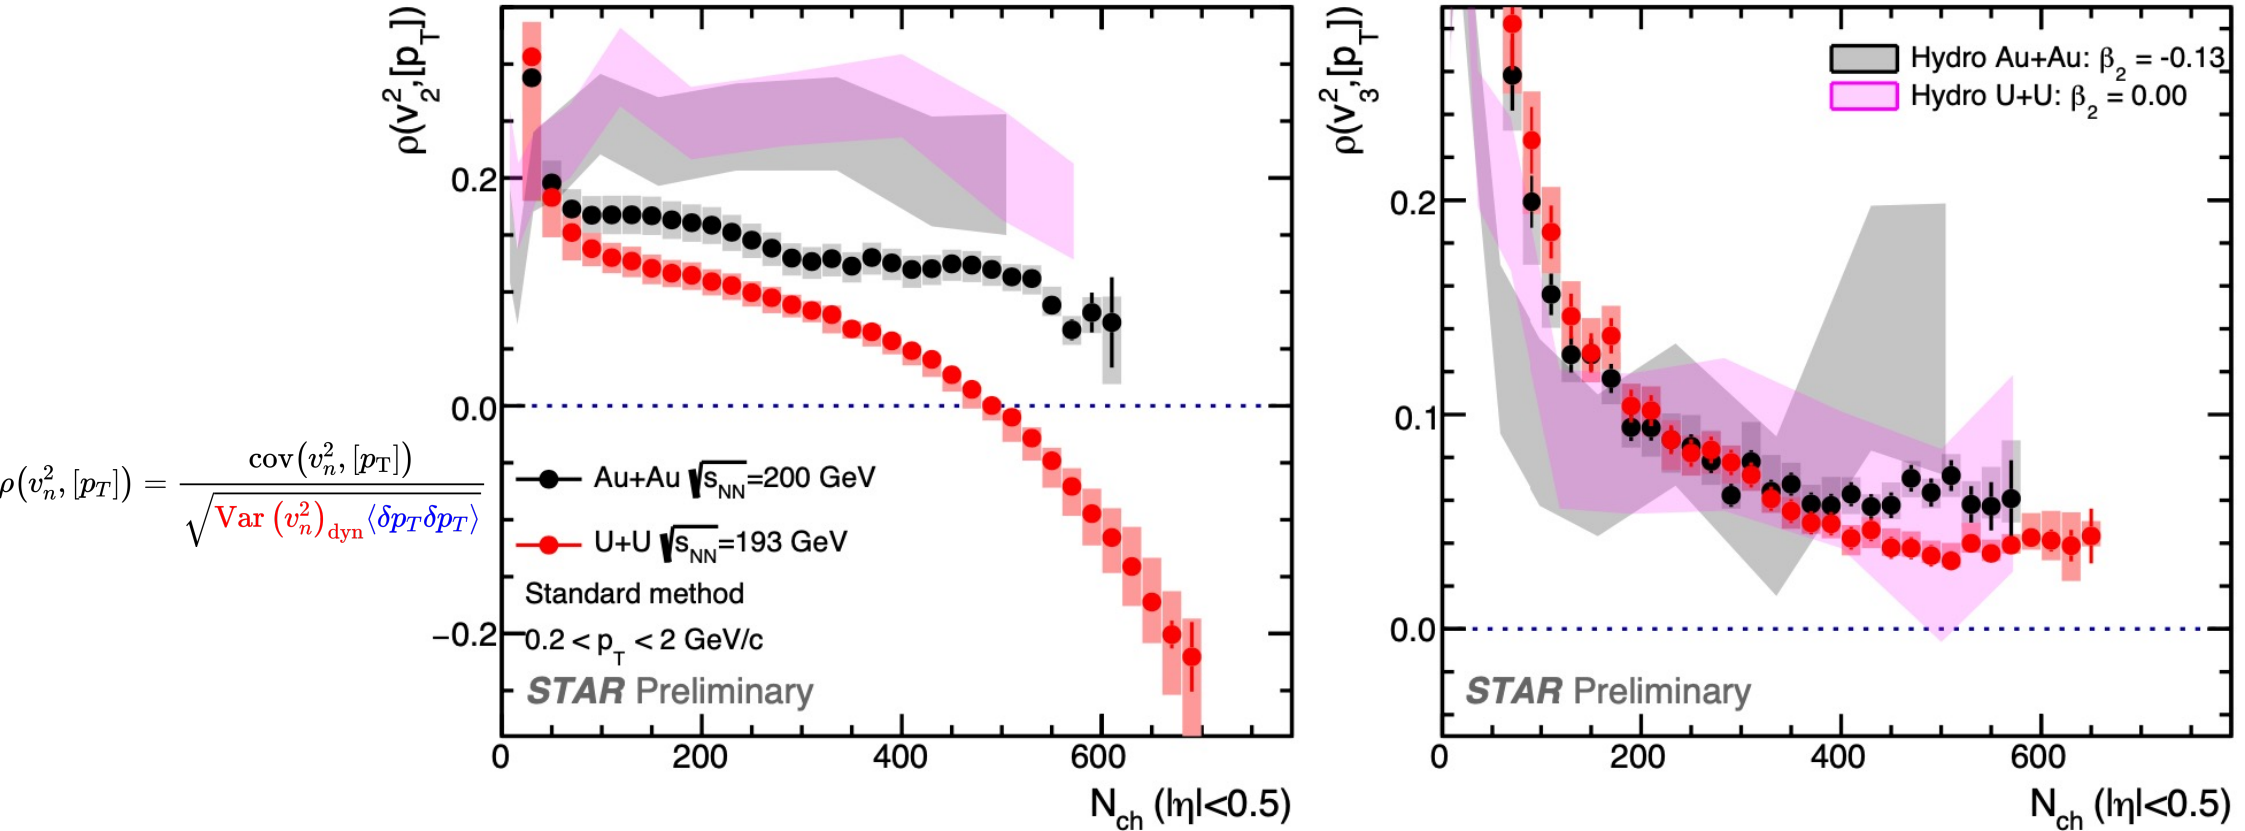 ρ(v_n^2, [p_T]) = cov(v_n^2, [p_T]) / √(Var (v_n^2)_dyn ⟨δp_T δp_T⟩)
ρ(v_2^2,[p_T])
0.2
0.0
−0.2
Au+Au √s_NN=200 GeV
U+U √s_NN=193 GeV
Standard method
0.2 < p_T < 2 GeV/c
STAR Preliminary
0 200 400 600
N_ch (|η|<0.5)
ρ(v_3^2,[p_T])
Hydro Au+Au: β_2 = -0.13
Hydro U+U: β_2 = 0.00
0.2
0.1
0.0
STAR Preliminary
0 200 400 600
N_ch (|η|<0.5)